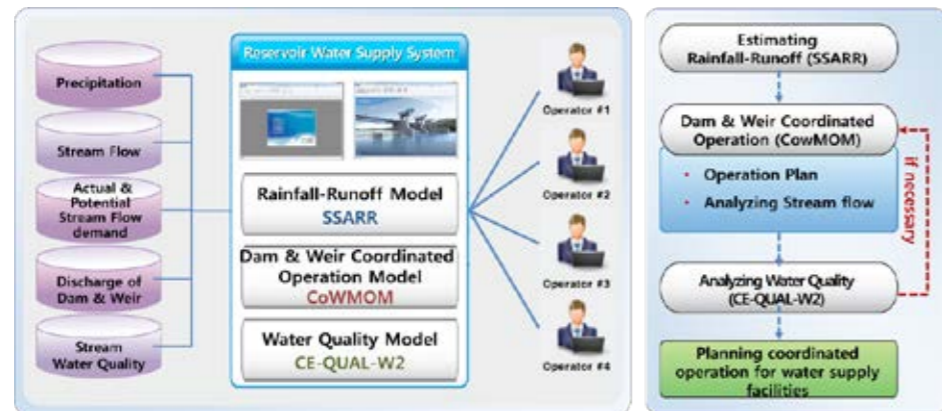 Precipitation
Stream Flow
Actual &
Potential
Stream Flow
demand
Discharge of
Dam & Weir
Stream
Water Quality
Reservoir Water Supply System
Rainfall-Runoff Model
SSARR
Dam & Weir Coordinated
Operation Model
CoWMOM
Water Quality Model
CE-QUAL-W2
Operator #1
Operator #2
Operator #3
Operator #4
Estimating
Rainfall-Runoff (SSARR)
Dam & Weir Coordinated
Operation (CowMOM)
• Operation Plan
• Analyzing Stream flow
if necessary
Analyzing Water Quality
(CE-QUAL-W2)
Planning coordinated
operation for water supply
facilities